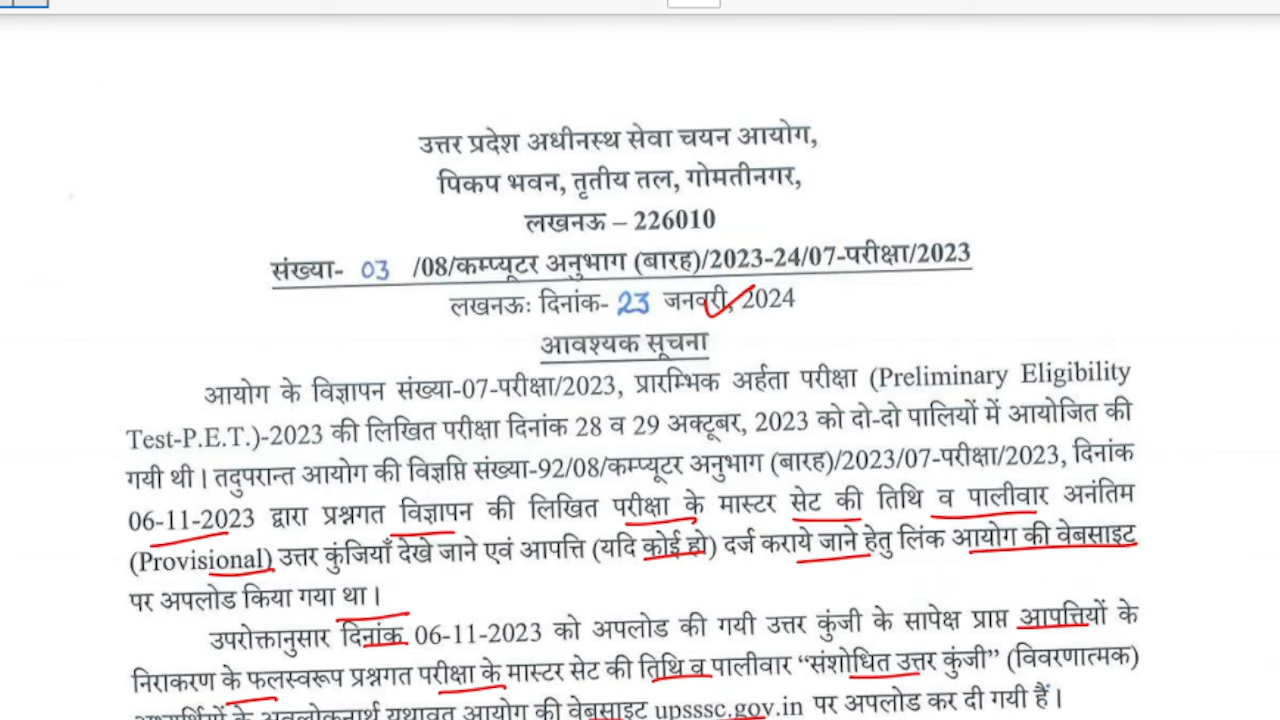 उत्तर प्रदेश अधीनस्थ सेवा चयन आयोग,
पिकप भवन, तृतीय तल, गोमतीनगर,
लखनऊ – 226010
संख्या- 03 /08/कम्प्यूटर अनुभाग (बारह)/2023-24/07-परीक्षा/2023
लखनऊः दिनांक- 23 जनवरी, 2024
आवश्यक सूचना
आयोग के विज्ञापन संख्या-07-परीक्षा/2023, प्रारम्भिक अर्हता परीक्षा (Preliminary Eligibility
Test-P.E.T.)-2023 की लिखित परीक्षा दिनांक 28 व 29 अक्टूबर, 2023 को दो-दो पालियों में आयोजित की
गयी थी। तदुपरान्त आयोग की विज्ञप्ति संख्या-92/08/कम्प्यूटर अनुभाग (बारह)/2023/07-परीक्षा/2023, दिनांक
06-11-2023 द्वारा प्रश्नगत विज्ञापन की लिखित परीक्षा के मास्टर सेट की तिथि व पालीवार अनंतिम
(Provisional) उत्तर कुंजियाँ देखे जाने एवं आपत्ति (यदि कोई हो) दर्ज कराये जाने हेतु लिंक आयोग की वेबसाइट
पर अपलोड किया गया था।
उपरोक्तानुसार दिनांक 06-11-2023 को अपलोड की गयी उत्तर कुंजी के सापेक्ष प्राप्त आपत्तियों के
निराकरण के फलस्वरूप प्रश्नगत परीक्षा के मास्टर सेट की तिथि व पालीवार “संशोधित उत्तर कुंजी” (विवरणात्मक)
अभ्यर्थियों के अवलोकनार्थ यथावत आयोग की वेबसाइट upsssc.gov.in पर अपलोड कर दी गयी हैं।